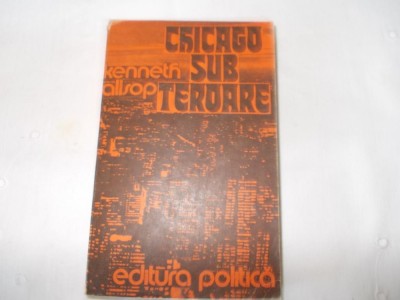 CHICAGO
SUB
TEROARE
kenneth
allsop
editura politică